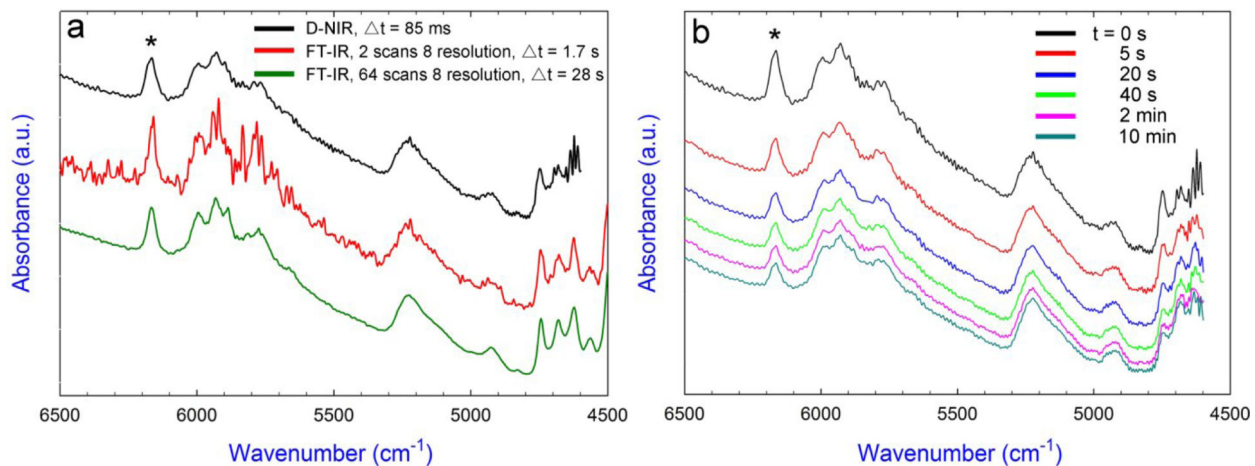 a
*
D-NIR, △t = 85 ms
FT-IR, 2 scans 8 resolution, △t = 1.7 s
FT-IR, 64 scans 8 resolution, △t = 28 s
Absorbance (a.u.)
6500 6000 5500 5000 4500
Wavenumber (cm⁻¹)
b
*
t = 0 s
5 s
20 s
40 s
2 min
10 min
Absorbance (a.u.)
6500 6000 5500 5000 4500
Wavenumber (cm⁻¹)